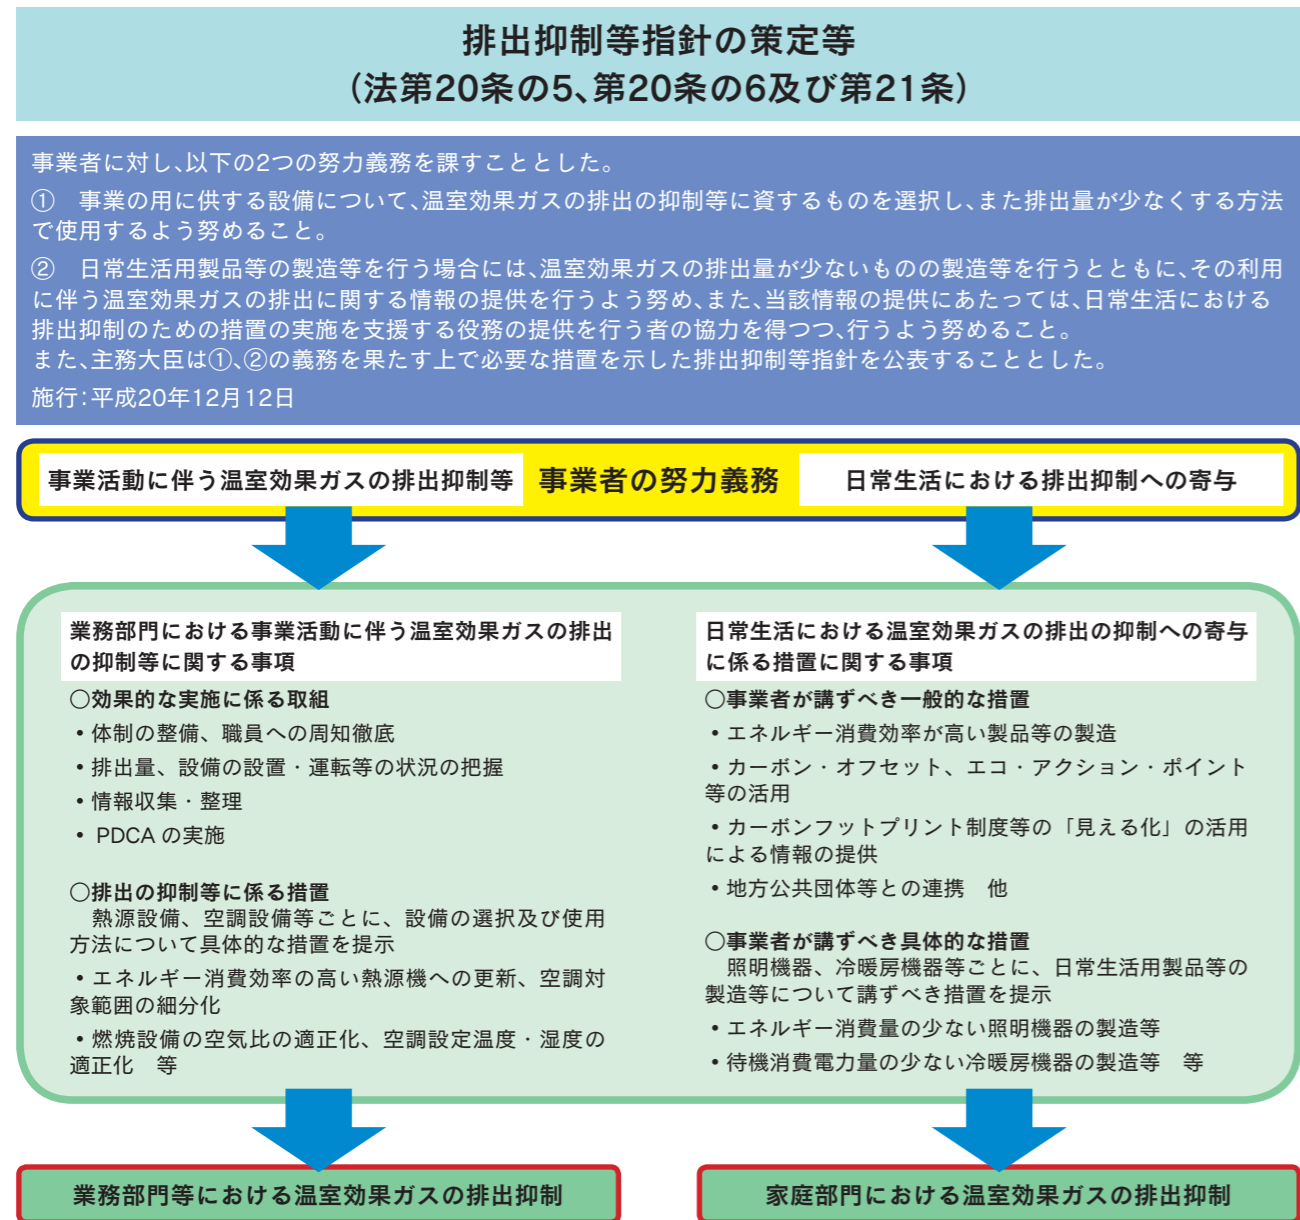 排出抑制等指針の策定等
(法第20条の5、第20条の6及び第21条)
事業者に対し、以下の2つの努力義務を課すこととした。
①　事業の用に供する設備について、温室効果ガスの排出の抑制等に資するものを選択し、また排出量が少なくする方法
で使用するよう努めること。
②　日常生活用製品等の製造等を行う場合には、温室効果ガスの排出量が少ないものの製造等を行うとともに、その利用
に伴う温室効果ガスの排出に関する情報の提供を行うよう努め、また、当該情報の提供にあたっては、日常生活における
排出抑制のための措置の実施を支援する役務の提供を行う者の協力を得つつ、行うよう努めること。
また、主務大臣は①、②の義務を果たす上で必要な措置を示した排出抑制等指針を公表することとした。
施行：平成20年12月12日
事業活動に伴う温室効果ガスの排出抑制等
事業者の努力義務
日常生活における排出抑制への寄与
業務部門における事業活動に伴う温室効果ガスの排出
の抑制等に関する事項
○効果的な実施に係る取組
・体制の整備、職員への周知徹底
・排出量、設備の設置・運転等の状況の把握
・情報収集・整理
・PDCA の実施
○排出の抑制等に係る措置
熱源設備、空調設備等ごとに、設備の選択及び使用
方法について具体的な措置を提示
・エネルギー消費効率の高い熱源機への更新、空調対
象範囲の細分化
・燃焼設備の空気比の適正化、空調設定温度・湿度の
適正化　等
日常生活における温室効果ガスの排出の抑制への寄与
に係る措置に関する事項
○事業者が講ずべき一般的な措置
・エネルギー消費効率が高い製品等の製造
・カーボン・オフセット、エコ・アクション・ポイント
等の活用
・カーボンフットプリント制度等の「見える化」の活用
による情報の提供
・地方公共団体等との連携　他
○事業者が講ずべき具体的な措置
照明機器、冷暖房機器等ごとに、日常生活用製品等の
製造等について講ずべき措置を提示
・エネルギー消費量の少ない照明機器の製造等
・待機消費電力量の少ない冷暖房機器の製造等　等
業務部門等における温室効果ガスの排出抑制
家庭部門における温室効果ガスの排出抑制